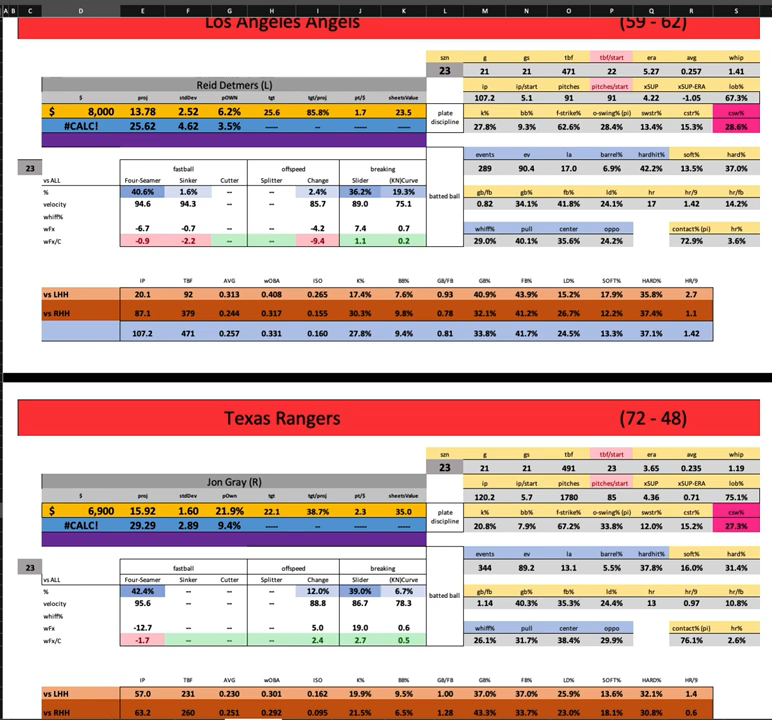 A B C D E F G H I J K L M N O P Q R S
Los Angeles Angels (59 - 62)
szn g gs tbf tbf/start era avg whip
23 21 21 471 22 5.27 0.257 1.41
Reid Detmers (L) ip ip/start pitches pitches/start xSUP xSUP-ERA lob%
$ proj stdDev pOWN tgt tgt/proj pt/$ sheetsValue 107.2 5.1 91 91 4.22 -1.05 67.3%
$ 8,000 13.78 2.52 6.2% 25.6 85.8% 1.7 23.5 plate discipline k% bb% f-strike% o-swing% (pi) swstr% cstr% csw%
#CALC! 25.62 4.62 3.5% ---- -- ---- ---- 27.8% 9.3% 62.6% 28.4% 13.4% 15.3% 28.6%
events ev la barrel% hardhit% soft% hard%
23 fastball offspeed breaking 289 90.4 17.0 6.9% 42.2% 13.5% 37.0%
vs ALL Four-Seamer Sinker Cutter Splitter Change Slider (KN)Curve
% 40.6% 1.6% -- -- 2.4% 36.2% 19.3% batted ball gb/fb gb% fb% ld% hr hr/9 hr/fb
velocity 94.6 94.3 -- -- 85.7 89.0 75.1 0.82 34.1% 41.8% 24.1% 17 1.42 14.2%
whiff%
wFx -6.7 -0.7 -- -- -4.2 7.4 0.7 whiff% pull center oppo contact% (pi) hr%
wFx/C -0.9 -2.2 -- -- -9.4 1.1 0.2 29.0% 40.1% 35.6% 24.2% 72.9% 3.6%
IP TBF AVG wOBA ISO K% BB% GB/FB GB% FB% LD% SOFT% HARD% HR/9
vs LHH 20.1 92 0.313 0.408 0.265 17.4% 7.6% 0.93 40.9% 43.9% 15.2% 17.9% 35.8% 2.7
vs RHH 87.1 379 0.244 0.317 0.155 30.3% 9.8% 0.78 32.1% 41.2% 26.7% 12.2% 37.4% 1.1
107.2 471 0.257 0.331 0.160 27.8% 9.4% 0.81 33.8% 41.7% 24.5% 13.3% 37.1% 1.42
Texas Rangers (72 - 48)
szn g gs tbf tbf/start era avg whip
23 21 21 491 23 3.65 0.235 1.19
Jon Gray (R) ip ip/start pitches pitches/start xSUP xSUP-ERA lob%
$ proj stdDev pOwn tgt tgt/proj pt/$ sheetsValue 120.2 5.7 1780 85 4.36 0.71 75.1%
$ 6,900 15.92 1.60 21.9% 22.1 38.7% 2.3 35.0 plate discipline k% bb% f-strike% o-swing% (pi) swstr% cstr% csw%
#CALC! 29.29 2.89 9.4% ---- -- ---- ---- 20.8% 7.9% 67.2% 33.8% 12.0% 15.2% 27.3%
events ev la barrel% hardhit% soft% hard%
23 fastball offspeed breaking 344 89.2 13.1 5.5% 37.8% 16.0% 31.4%
vs ALL Four-Seamer Sinker Cutter Splitter Change Slider (KN)Curve
% 42.4% -- -- -- 12.0% 39.0% 6.7% batted ball gb/fb gb% fb% ld% hr hr/9 hr/fb
velocity 95.6 -- -- -- 88.8 86.7 78.3 1.14 40.3% 35.3% 24.4% 13 0.97 10.8%
whiff%
wFx -12.7 -- -- -- 5.0 19.0 0.6 whiff% pull center oppo contact% (pi) hr%
wFx/C -1.7 -- -- -- 2.4 2.7 0.5 26.1% 31.7% 38.4% 29.9% 76.1% 2.6%
IP TBF AVG wOBA ISO K% BB% GB/FB GB% FB% LD% SOFT% HARD% HR/9
vs LHH 57.0 231 0.230 0.301 0.162 19.9% 9.5% 1.00 37.0% 37.0% 25.9% 13.6% 32.1% 1.4
vs RHH 63.2 260 0.251 0.292 0.095 21.5% 6.5% 1.28 43.3% 33.7% 23.0% 18.1% 30.8% 0.6